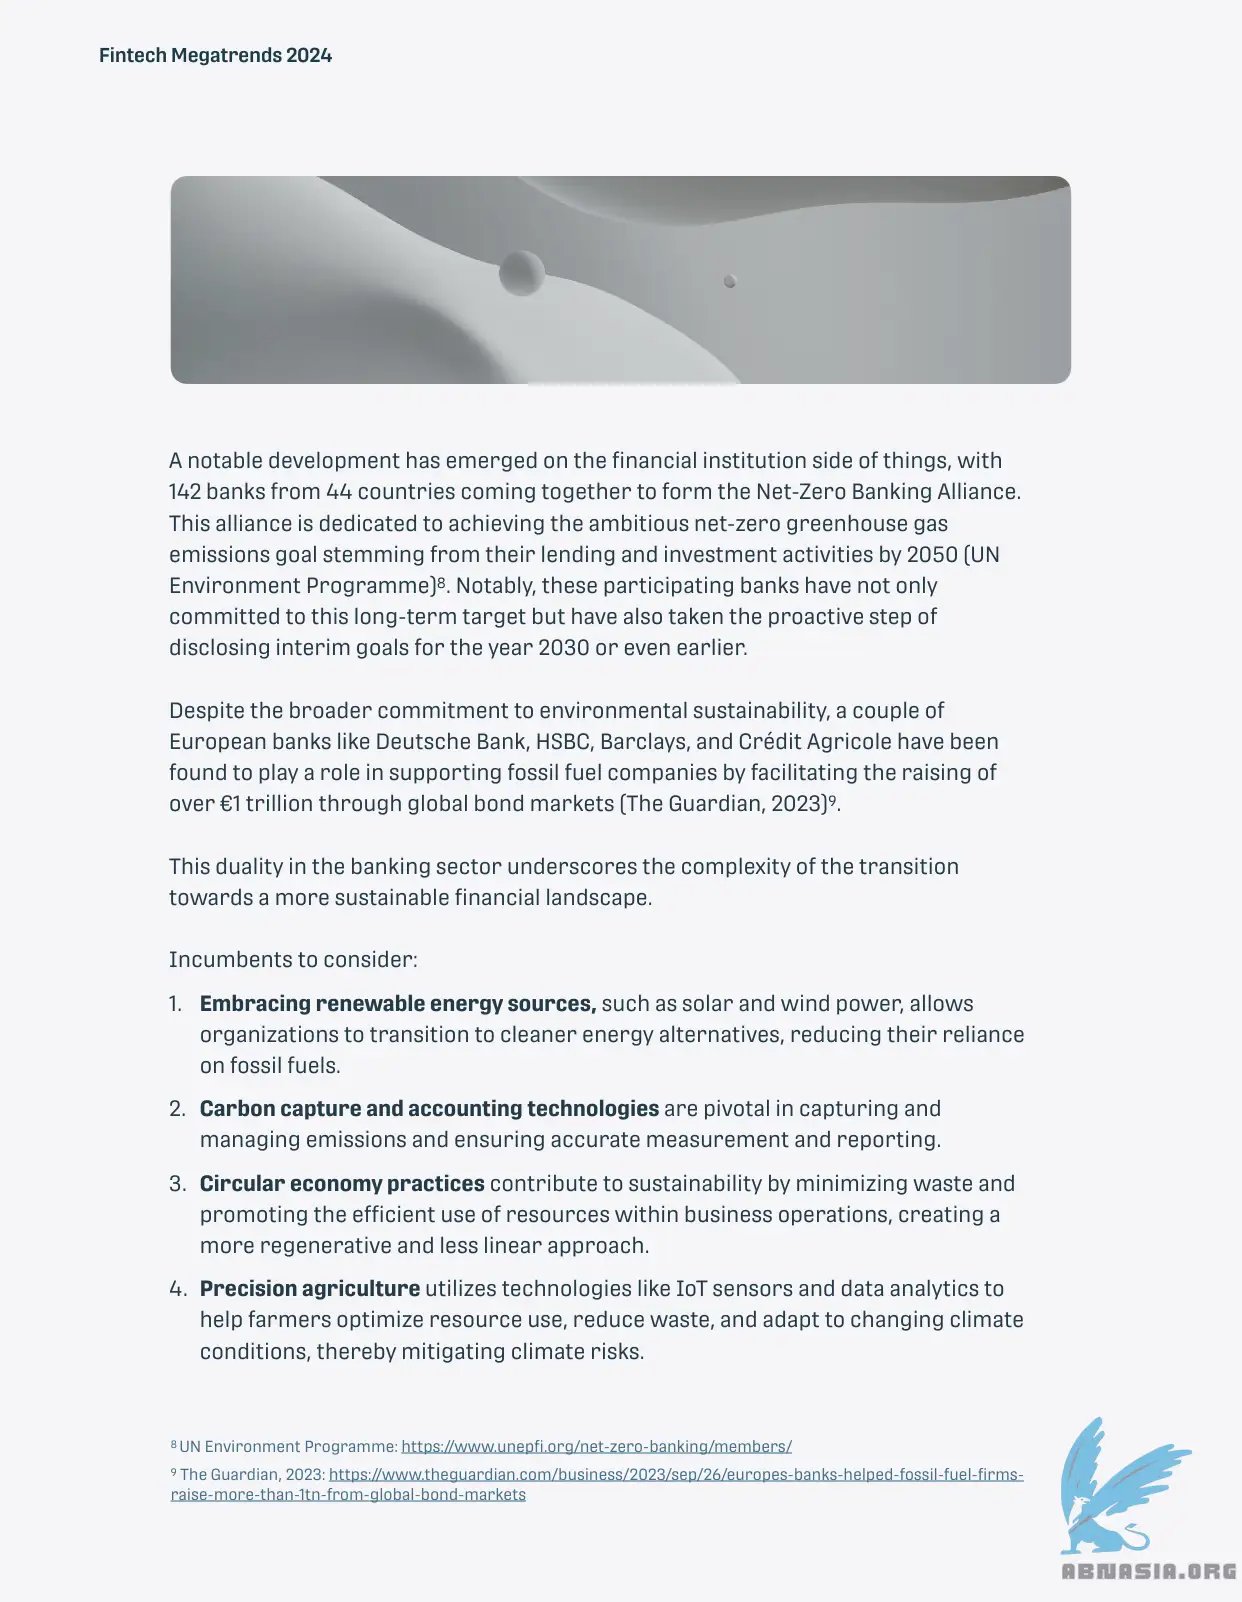 Fintech Megatrends 2024
A notable development has emerged on the financial institution side of things, with
142 banks from 44 countries coming together to form the Net-Zero Banking Alliance.
This alliance is dedicated to achieving the ambitious net-zero greenhouse gas
emissions goal stemming from their lending and investment activities by 2050 (UN
Environment Programme)⁸. Notably, these participating banks have not only
committed to this long-term target but have also taken the proactive step of
disclosing interim goals for the year 2030 or even earlier.
Despite the broader commitment to environmental sustainability, a couple of
European banks like Deutsche Bank, HSBC, Barclays, and Crédit Agricole have been
found to play a role in supporting fossil fuel companies by facilitating the raising of
over €1 trillion through global bond markets (The Guardian, 2023)⁹.
This duality in the banking sector underscores the complexity of the transition
towards a more sustainable financial landscape.
Incumbents to consider:
1. Embracing renewable energy sources, such as solar and wind power, allows
organizations to transition to cleaner energy alternatives, reducing their reliance
on fossil fuels.
2. Carbon capture and accounting technologies are pivotal in capturing and
managing emissions and ensuring accurate measurement and reporting.
3. Circular economy practices contribute to sustainability by minimizing waste and
promoting the efficient use of resources within business operations, creating a
more regenerative and less linear approach.
4. Precision agriculture utilizes technologies like IoT sensors and data analytics to
help farmers optimize resource use, reduce waste, and adapt to changing climate
conditions, thereby mitigating climate risks.
⁸ UN Environment Programme: https://www.unepfi.org/net-zero-banking/members/
⁹ The Guardian, 2023: https://www.theguardian.com/business/2023/sep/26/europes-banks-helped-fossil-fuel-firms-
raise-more-than-1tn-from-global-bond-markets
ABNASIA.ORG